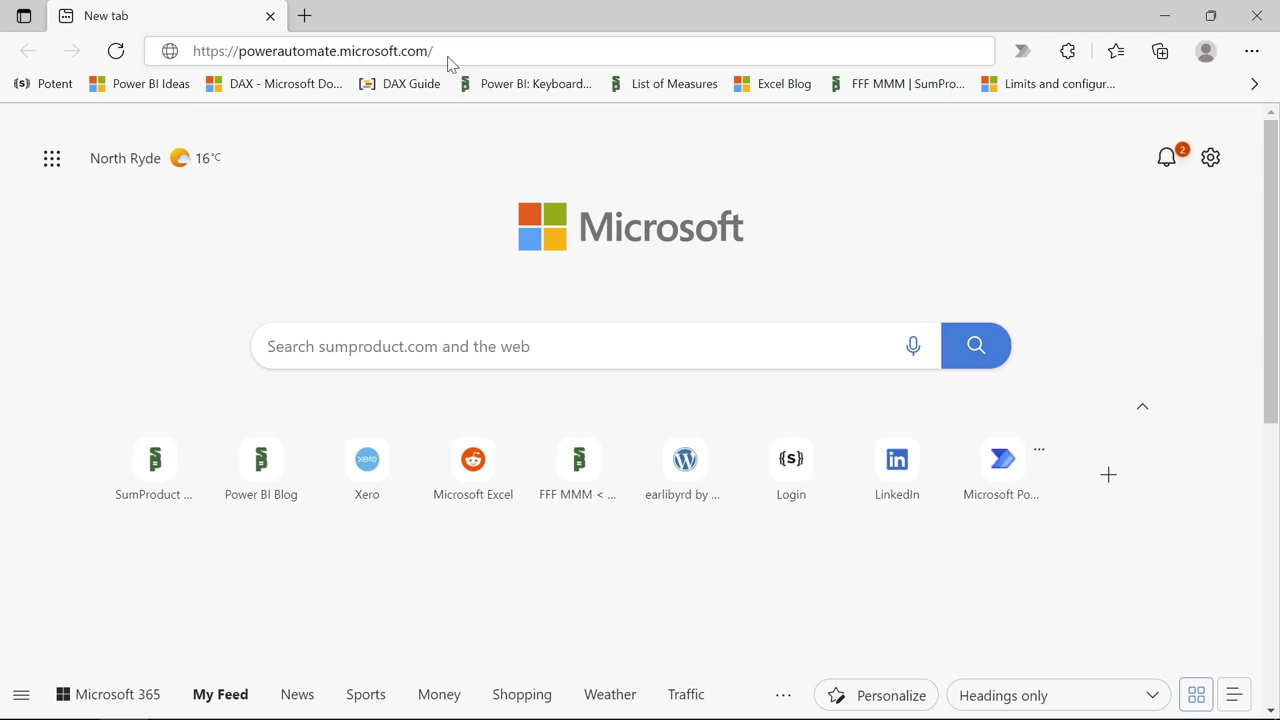 New tab
https://powerautomate.microsoft.com/
{s} Potent Power BI Ideas DAX - Microsoft Do... DAX Guide Power BI: Keyboard... List of Measures Excel Blog FFF MMM | SumPro... Limits and configur...
North Ryde 16°C
2
Microsoft
Search sumproduct.com and the web
xero
{s}
SumProduct ... Power BI Blog Xero Microsoft Excel FFF MMM < ... earlibyrd by ... Login LinkedIn Microsoft Po...
Microsoft 365 My Feed News Sports Money Shopping Weather Traffic ... Personalize Headings only